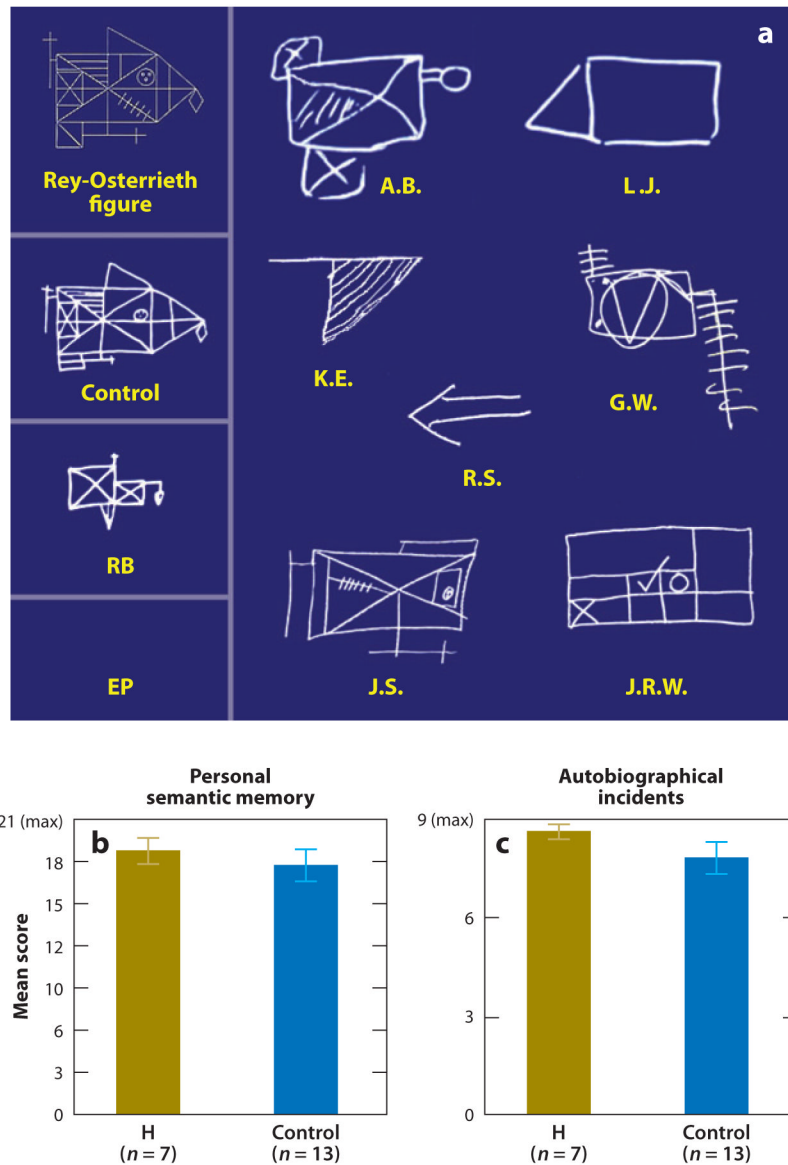 a
Rey-Osterrieth
figure
A.B.
L.J.
Control
K.E.
G.W.
R.S.
RB
EP
J.S.
J.R.W.
Personal
semantic memory
21 (max)
b
18
15
12
10
6
3
0
Mean score
H
(n = 7)
Control
(n = 13)
Autobiographical
incidents
9 (max)
c
6
3
0
H
(n = 7)
Control
(n = 13)